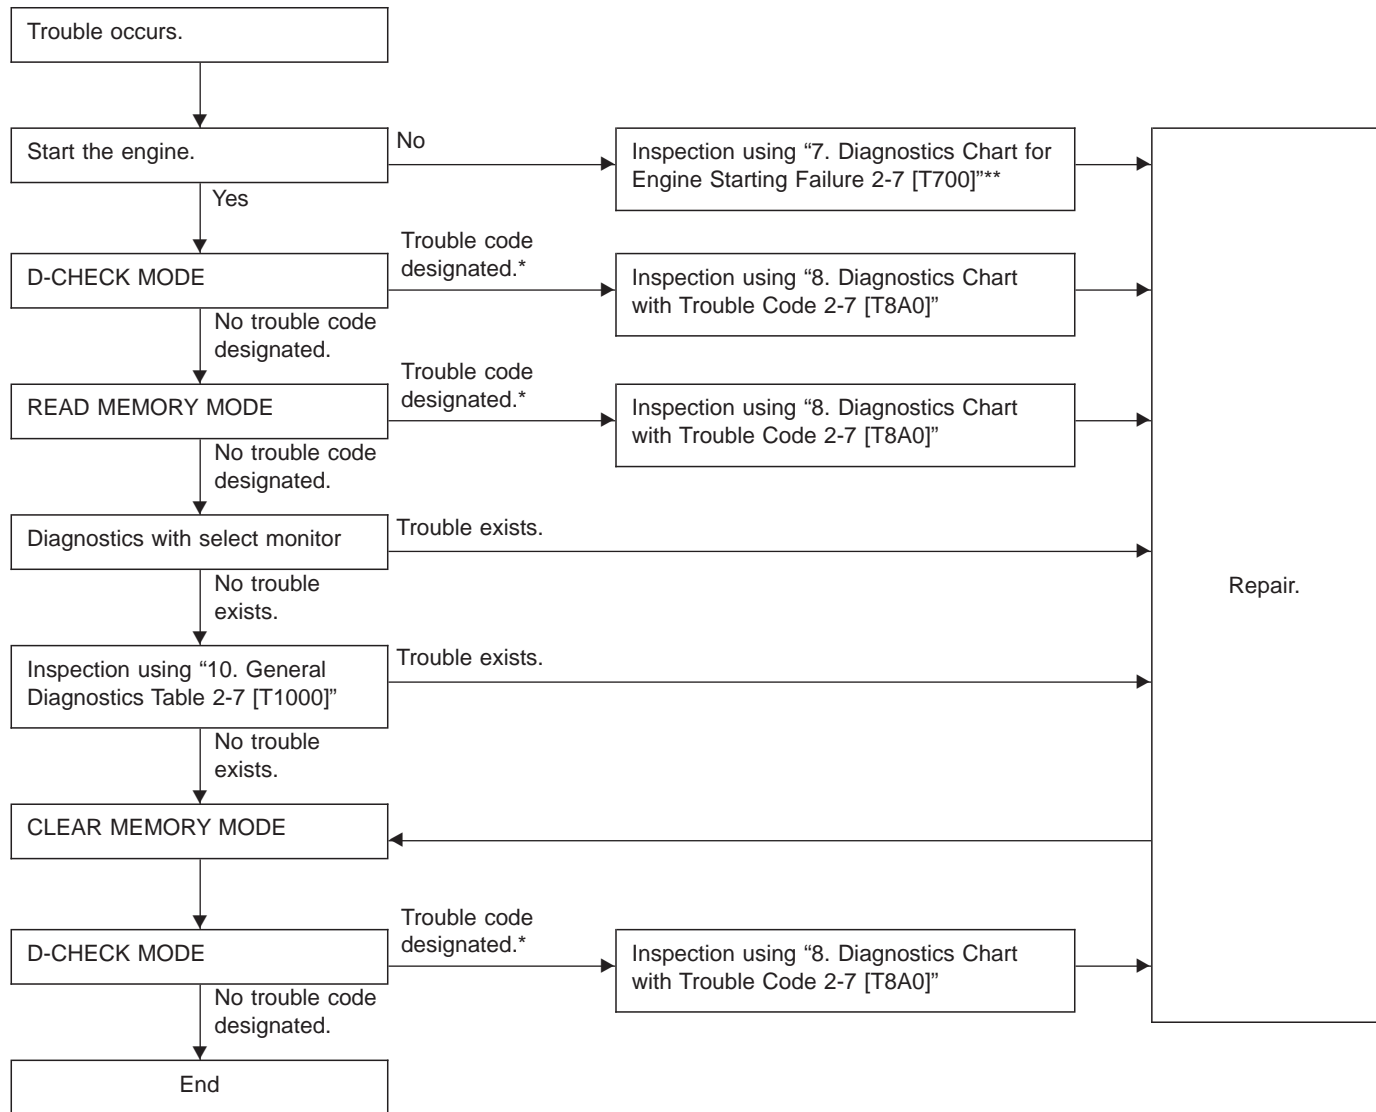 Trouble occurs.
Start the engine.
No
Inspection using “7. Diagnostics Chart for
Engine Starting Failure 2-7 [T700]”**
Yes
D-CHECK MODE
Trouble code
designated.*
Inspection using “8. Diagnostics Chart
with Trouble Code 2-7 [T8A0]”
No trouble code
designated.
READ MEMORY MODE
Trouble code
designated.*
Inspection using “8. Diagnostics Chart
with Trouble Code 2-7 [T8A0]”
No trouble code
designated.
Diagnostics with select monitor
Trouble exists.
No trouble
exists.
Repair.
Inspection using “10. General
Diagnostics Table 2-7 [T1000]”
Trouble exists.
No trouble
exists.
CLEAR MEMORY MODE
D-CHECK MODE
Trouble code
designated.*
Inspection using “8. Diagnostics Chart
with Trouble Code 2-7 [T8A0]”
No trouble code
designated.
End